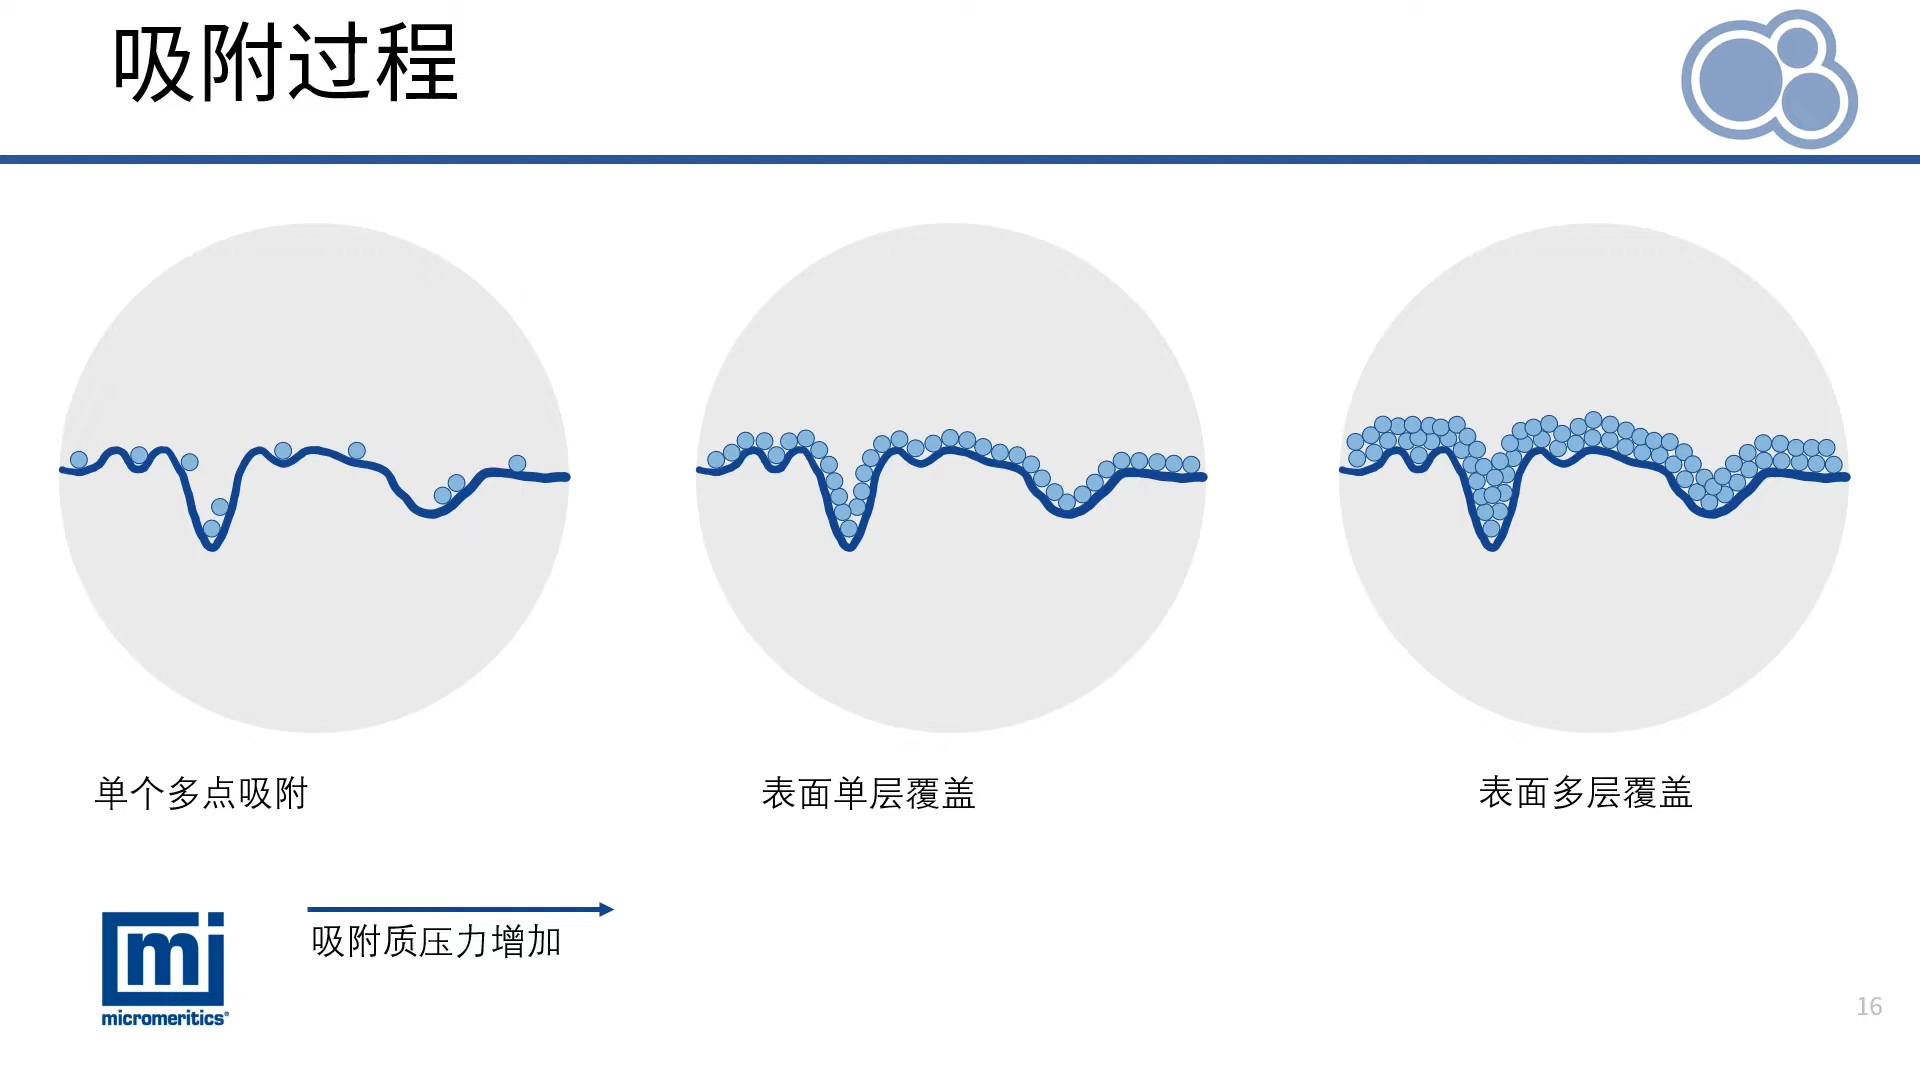 吸附过程
单个多点吸附
表面单层覆盖
表面多层覆盖
吸附质压力增加
mi
micromeritics®
16